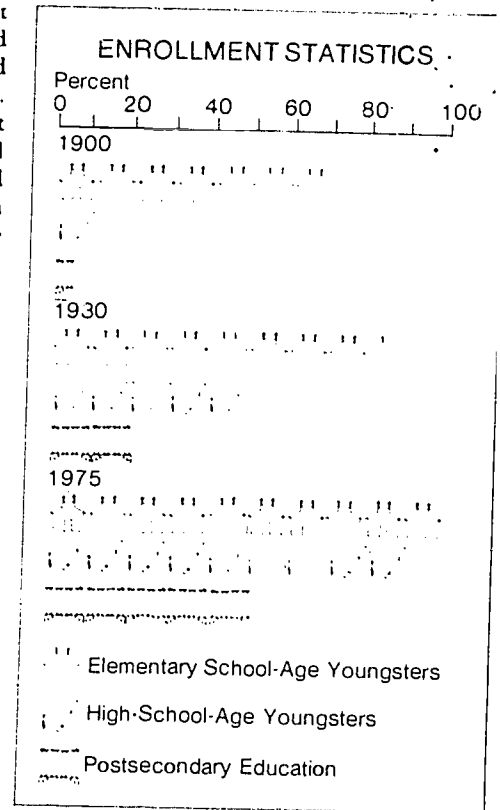 ENROLLMENT STATISTICS
Percent
0 20 40 60 80 100
1900
1930
1975
Elementary School-Age Youngsters
High-School-Age Youngsters
Postsecondary Education